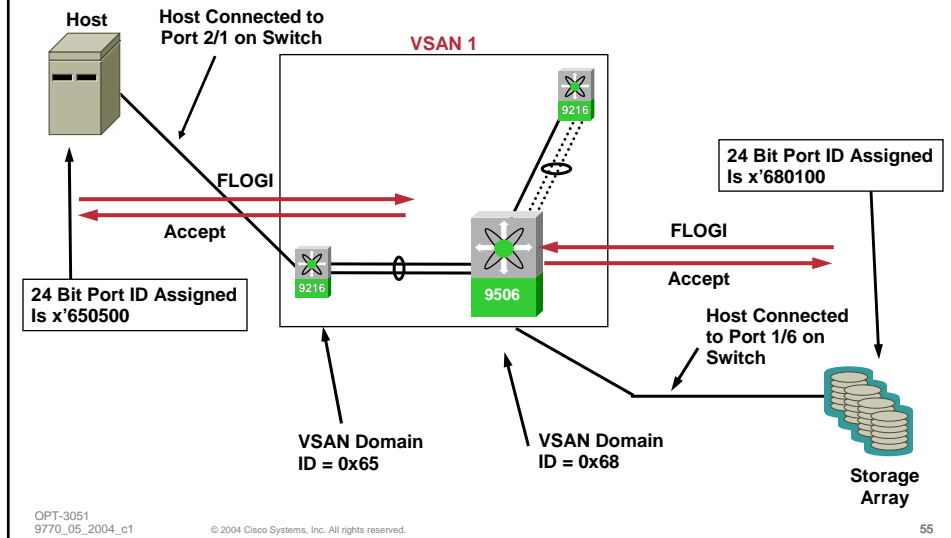 Host
Host Connected to
Port 2/1 on Switch
VSAN 1
9216
24 Bit Port ID Assigned
Is x'680100
FLOGI
Accept
FLOGI
Accept
9216
9506
24 Bit Port ID Assigned
Is x'650500
Host Connected
to Port 1/6 on
Switch
VSAN Domain
ID = 0x65
VSAN Domain
ID = 0x68
Storage
Array
OPT-3051
9770_05_2004_c1
© 2004 Cisco Systems, Inc. All rights reserved.
55